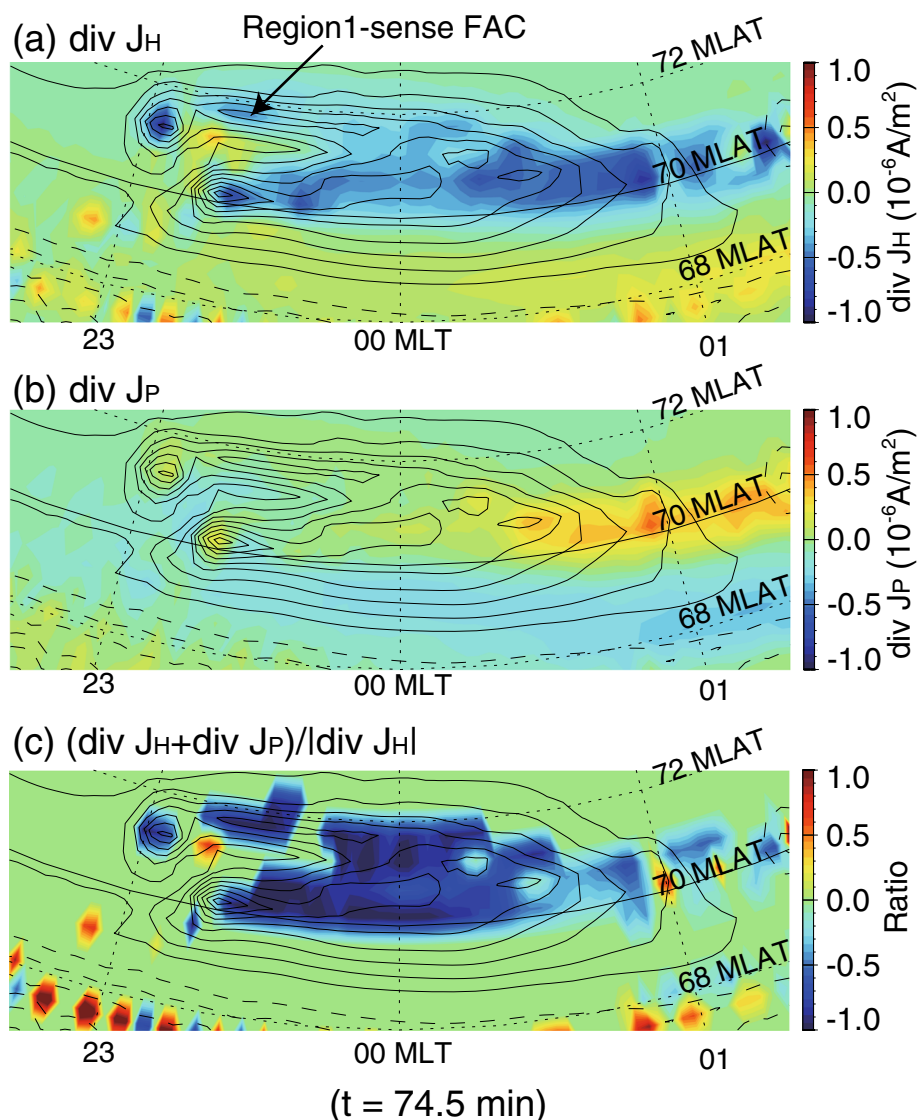 (a) div JH
Region1-sense FAC
72 MLAT
70 MLAT
68 MLAT
1.0
0.5
0.0
-0.5
-1.0
div JH (10-6A/m2)
23
00 MLT
01
(b) div JP
72 MLAT
70 MLAT
68 MLAT
1.0
0.5
0.0
-0.5
-1.0
div JP (10-6A/m2)
23
00 MLT
01
(c) (div JH+div JP)/|div JH|
72 MLAT
70 MLAT
68 MLAT
1.0
0.5
0.0
-0.5
-1.0
Ratio
23
00 MLT
01
(t = 74.5 min)